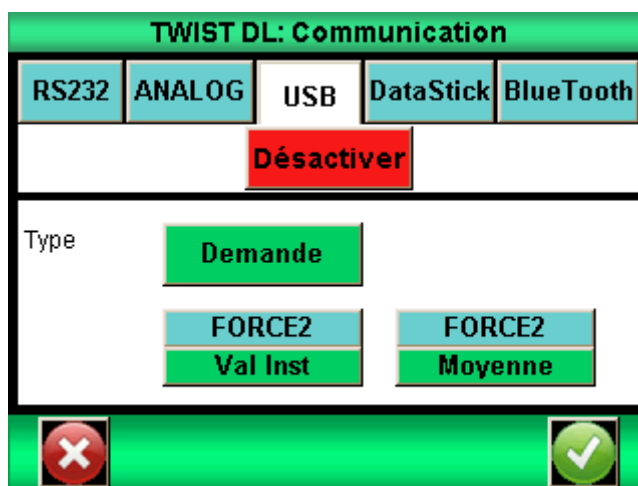 TWIST DL: Communication
RS232 ANALOG USB DataStick BlueTooth
Désactiver
Type Demande
FORCE2 FORCE2
Val Inst Moyenne